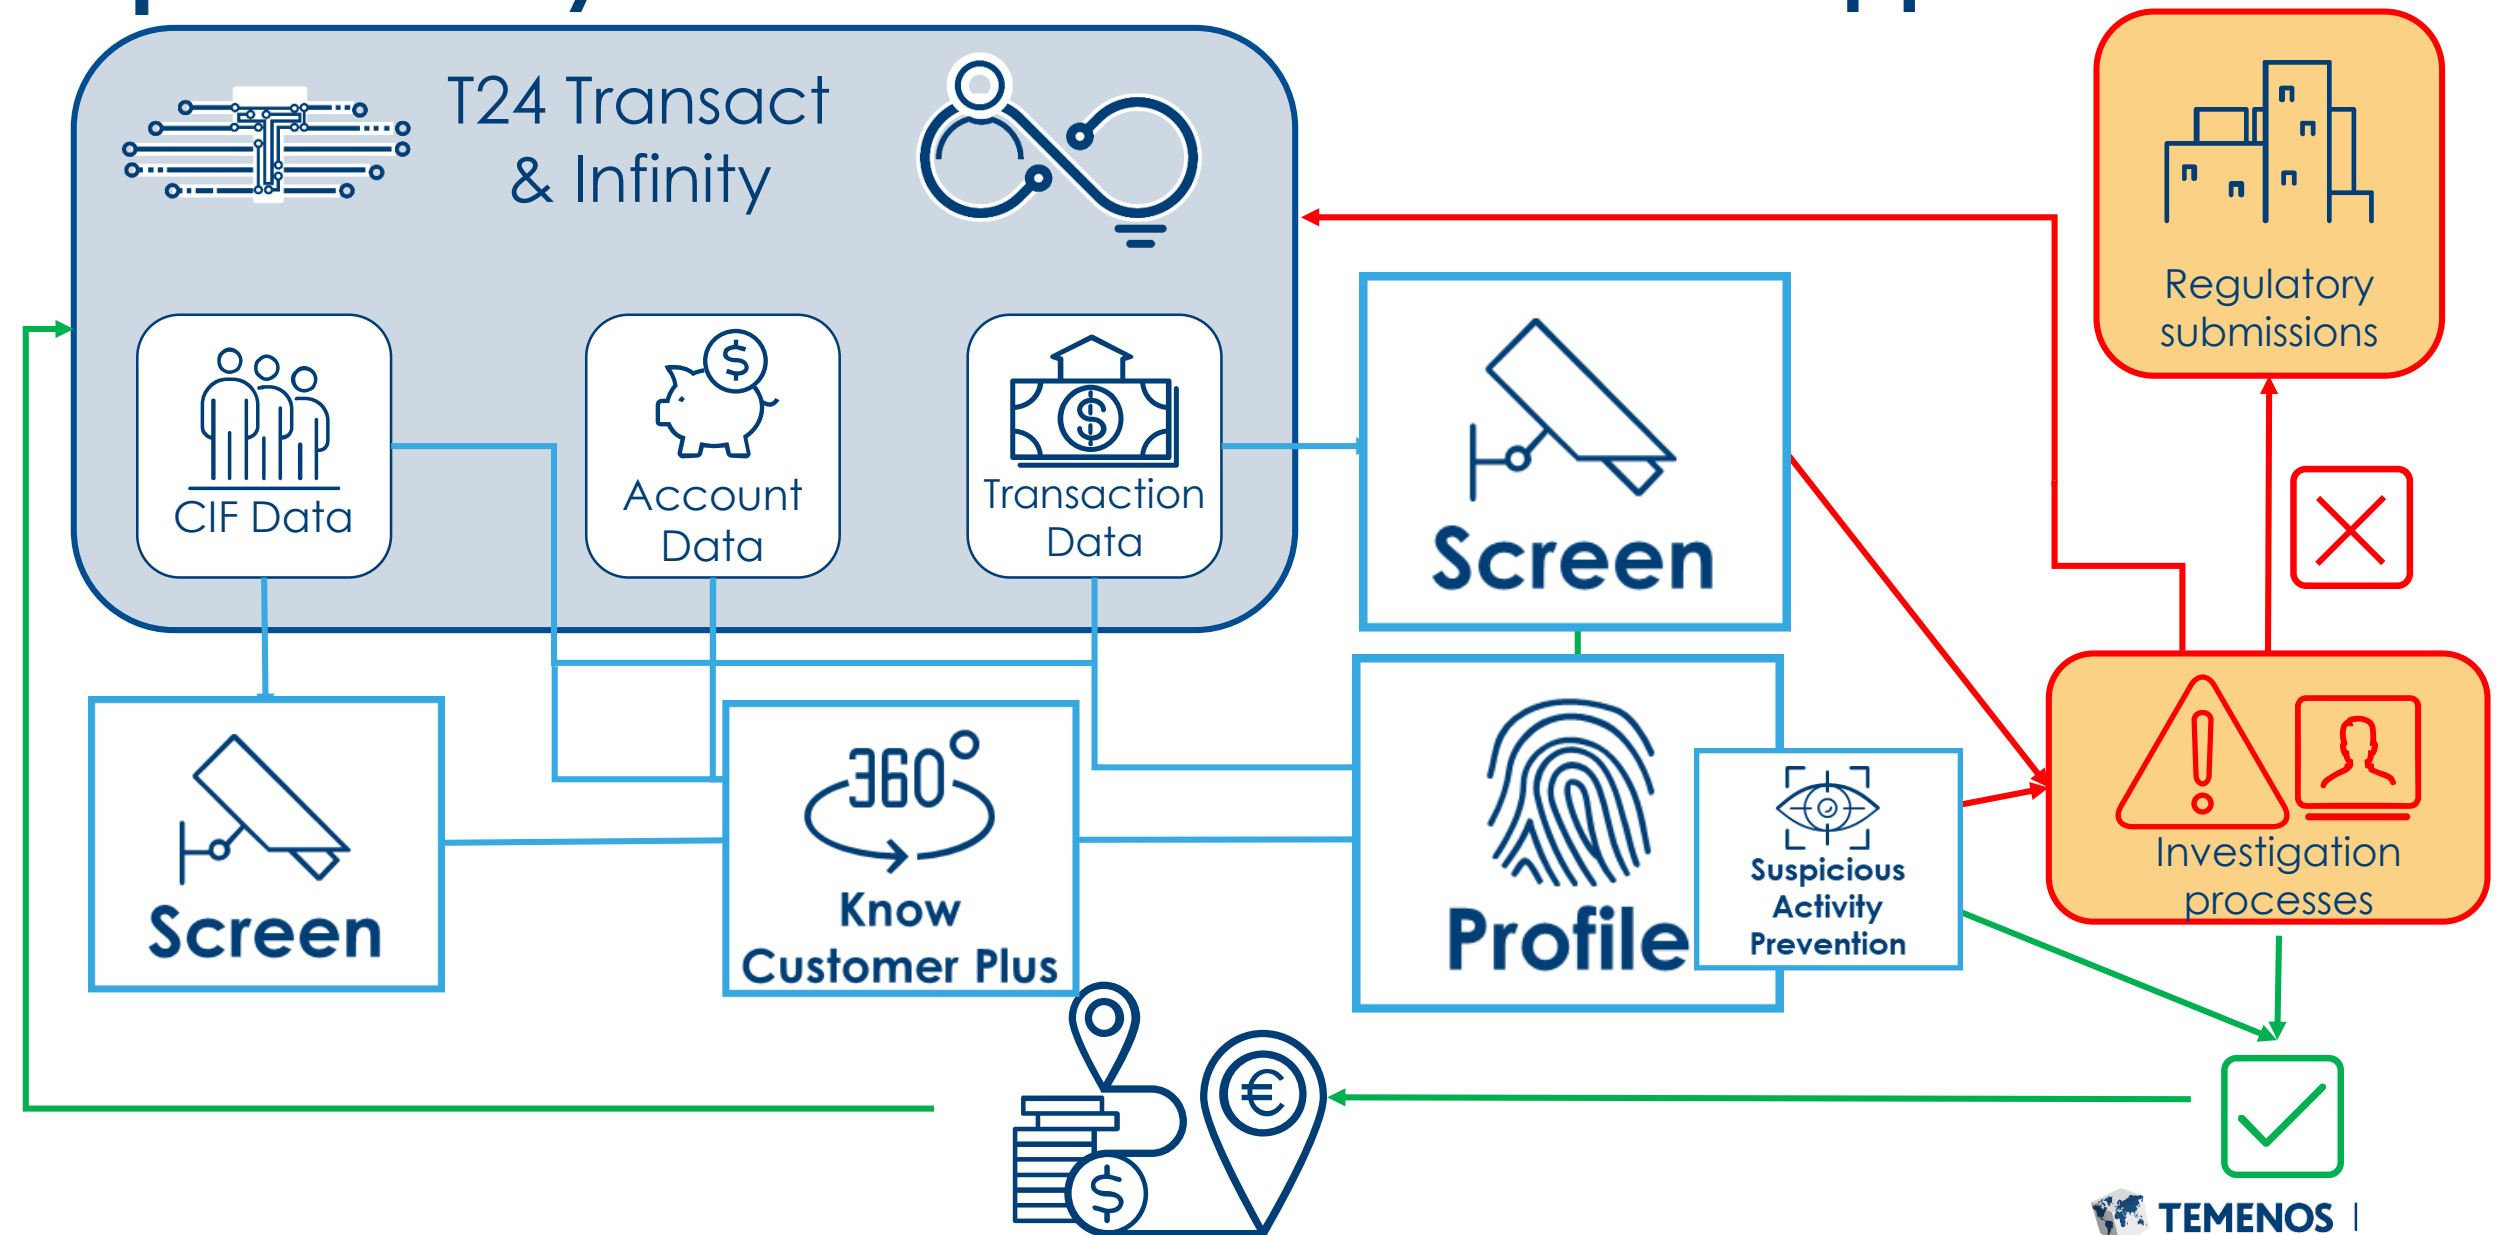 T24 Transact
& Infinity
CIF Data
Account
Data
Transaction
Data
Screen
Regulatory
submissions
Screen
360°
Know
Customer Plus
Profile
Suspicious
Activity
Prevention
Investigation
processes
TEMENOS